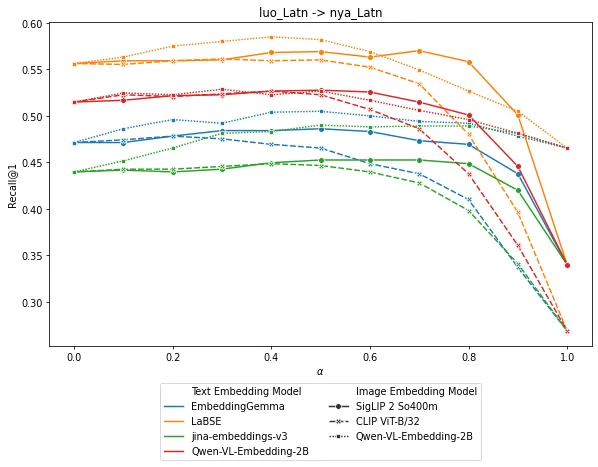 luo_Latn -> nya_Latn
Recall@1
0.60
0.55
0.50
0.45
0.40
0.35
0.30
0.0
0.2
0.4
0.6
0.8
1.0
α
Text Embedding Model
EmbeddingGemma
LaBSE
jina-embeddings-v3
Qwen-VL-Embedding-2B
Image Embedding Model
SigLIP 2 So400m
CLIP ViT-B/32
Qwen-VL-Embedding-2B